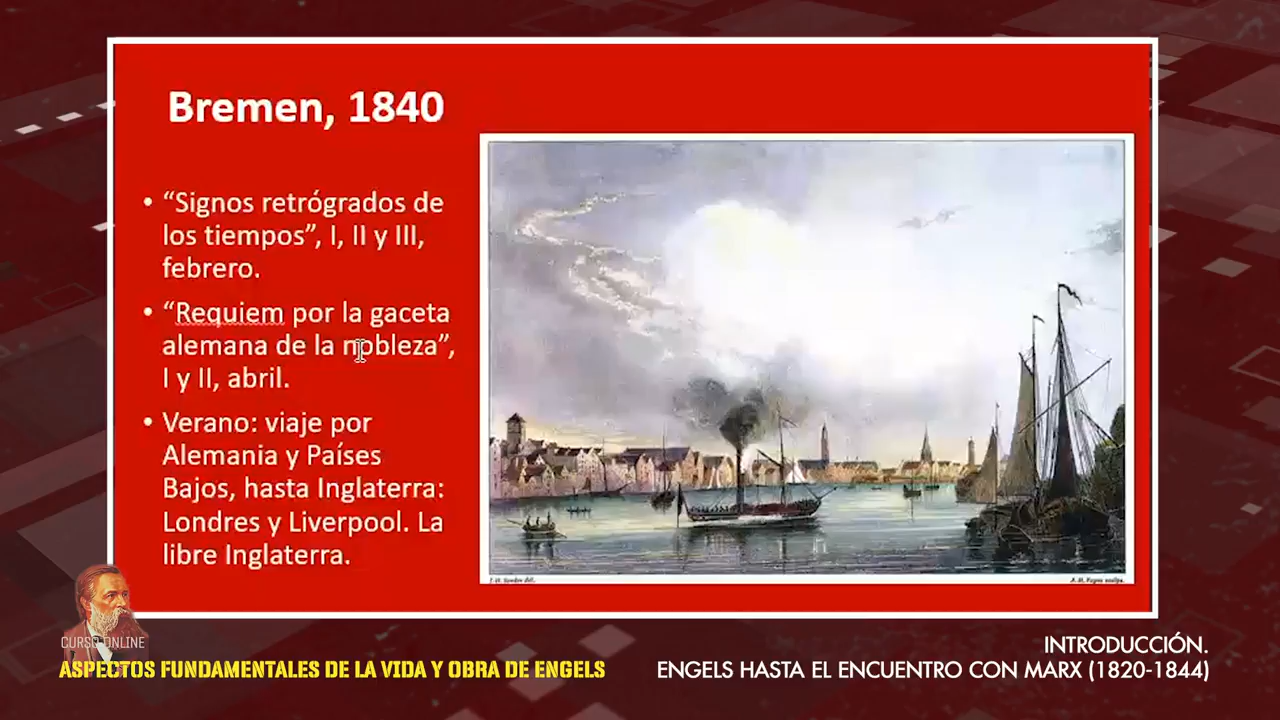 Bremen, 1840
• “Signos retrógrados de
los tiempos”, I, II y III,
febrero.
• “Requiem por la gaceta
alemana de la nobleza”,
I y II, abril.
• Verano: viaje por
Alemania y Países
Bajos, hasta Inglaterra:
Londres y Liverpool. La
libre Inglaterra.
CURSO ONLINE
ASPECTOS FUNDAMENTALES DE LA VIDA Y OBRA DE ENGELS
INTRODUCCIÓN.
ENGELS HASTA EL ENCUENTRO CON MARX (1820-1844)